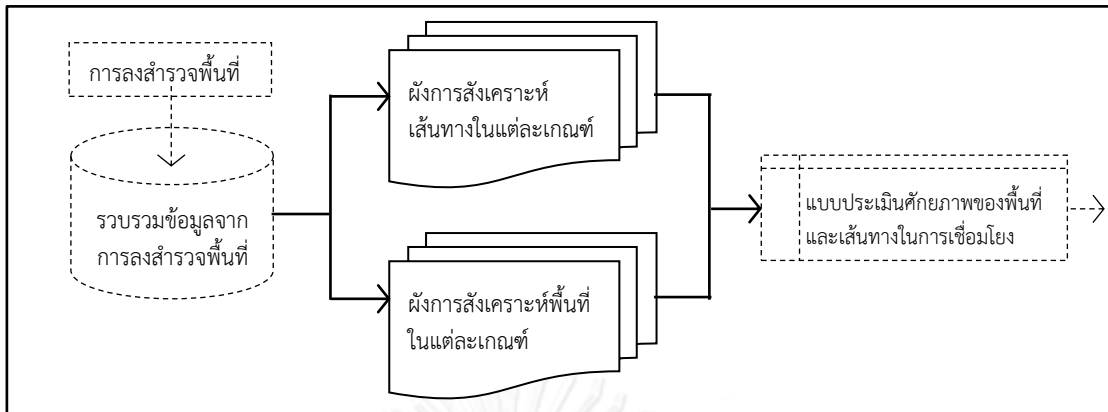 การลงสำรวจพื้นที่
รวบรวมข้อมูลจาก
การลงสำรวจพื้นที่
ผังการสังเคราะห์
เส้นทางในแต่ละเกณฑ์
ผังการสังเคราะห์พื้นที่
ในแต่ละเกณฑ์
แบบประเมินศักยภาพของพื้นที่
และเส้นทางในการเชื่อมโยง